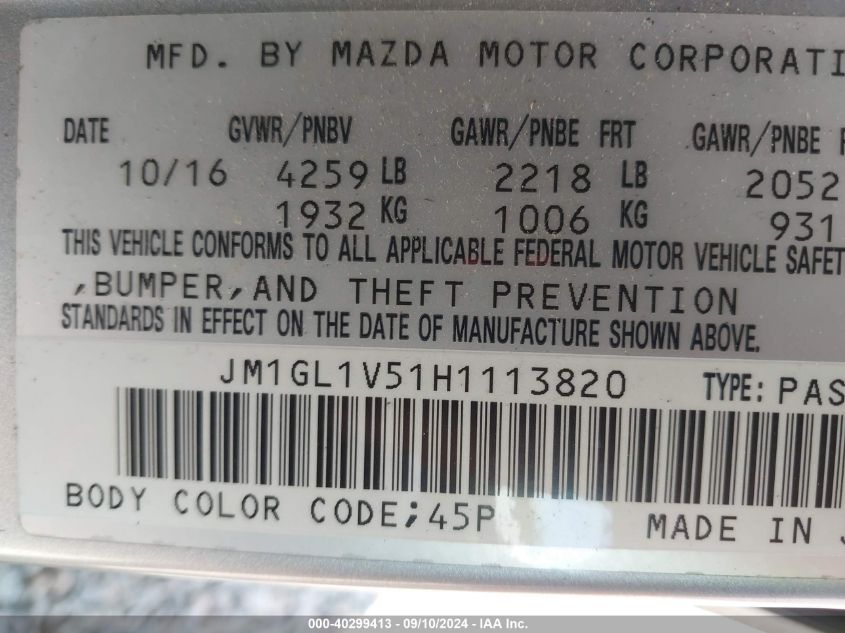 MFD. BY MAZDA MOTOR CORPORATI
DATE GVWR/PNBV GAWR/PNBE FRT GAWR/PNBE
10/16 4259 LB 2218 LB 2052
1932 KG 1006 KG 931
THIS VEHICLE CONFORMS TO ALL APPLICABLE FEDERAL MOTOR VEHICLE SAFET
,BUMPER,AND THEFT PREVENTION
STANDARDS IN EFFECT ON THE DATE OF MANUFACTURE SHOWN ABOVE.
JM1GL1V51H1113820 TYPE: PAS
BODY COLOR CODE;45P MADE IN J
000-40299413 - 09/10/2024 - IAA Inc.